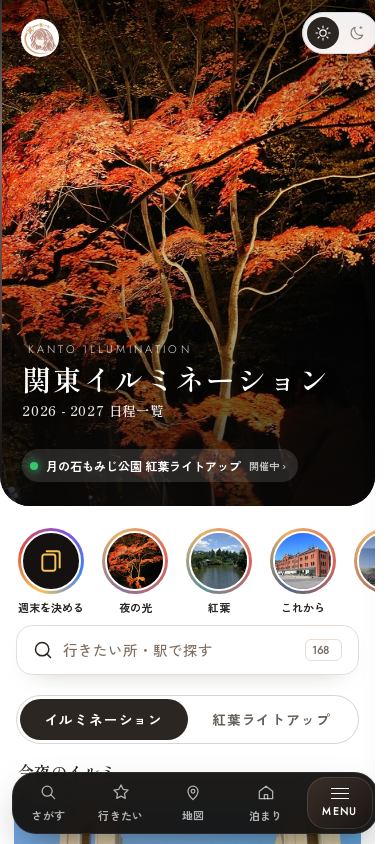 KANTO ILLUMINATION
関東イルミネーション
2026 - 2027 日程一覧
月の石もみじ公園 紅葉ライトアップ 開催中 ›
週末を決める 夜の光 紅葉 これから
行きたい所・駅で探す 168
イルミネーション 紅葉ライトアップ
さがす 行きたい 地図 泊まり MENU